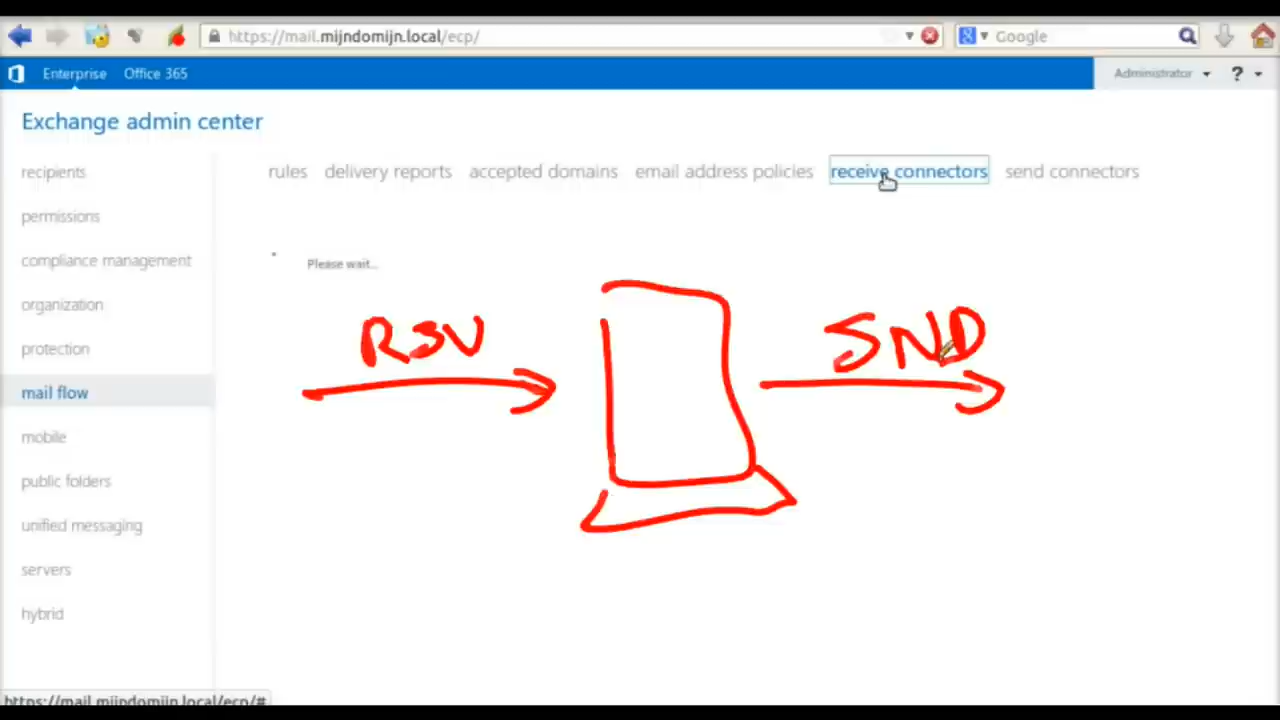 https://mail.mijndomijn.local/ecp/ Google
Enterprise Office 365 Administrator ?
Exchange admin center
recipients
permissions
compliance management
organization
protection
mail flow
mobile
public folders
unified messaging
servers
hybrid
rules delivery reports accepted domains email address policies receive connectors send connectors
Please wait...
RSV SND
https://mail.mijndomijn.local/ecp/#